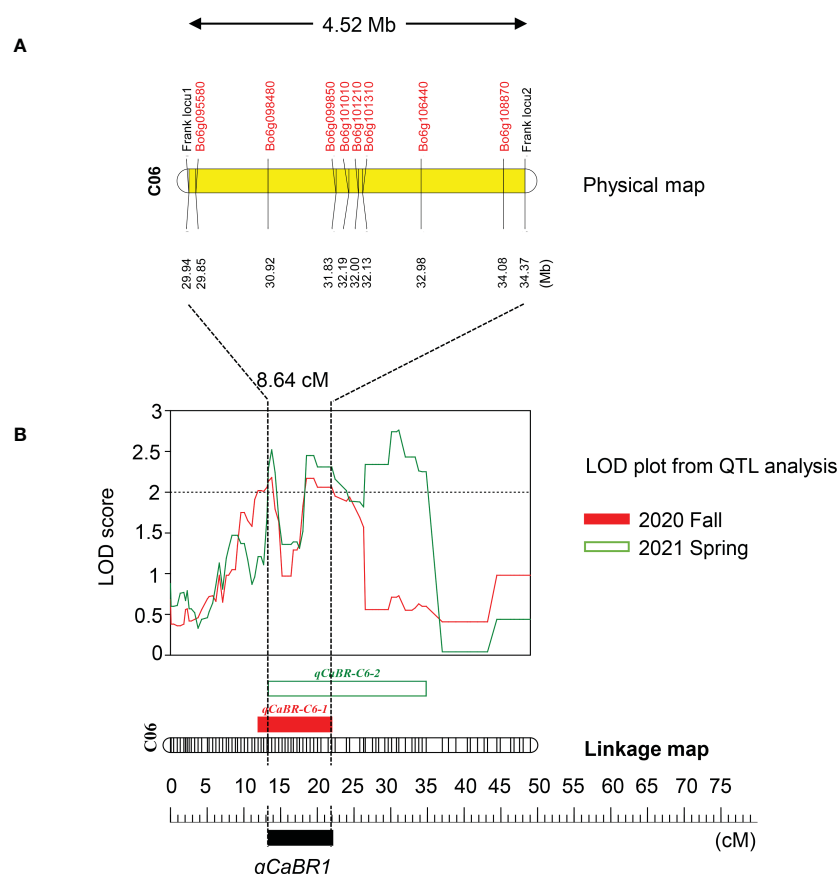 4.52 Mb
A
Frank locu1
Bo6g095580
Bo6g098480
Bo6g099850
Bo6g101010
Bo6g101210
Bo6g101310
Bo6g106440
Bo6g108870
Frank locu2
C06
Physical map
29.94
29.85
30.92
31.83
32.19
32.00
32.13
32.98
34.08
34.37
(Mb)
8.64 cM
B
3
2.5
2
1.5
1
0.5
0
LOD score
LOD plot from QTL analysis
2020 Fall
2021 Spring
qCaBR-C6-2
qCaBR-C6-1
C06
Linkage map
0 5 10 15 20 25 30 35 40 45 50 55 60 65 70 75
(cM)
qCaBR1